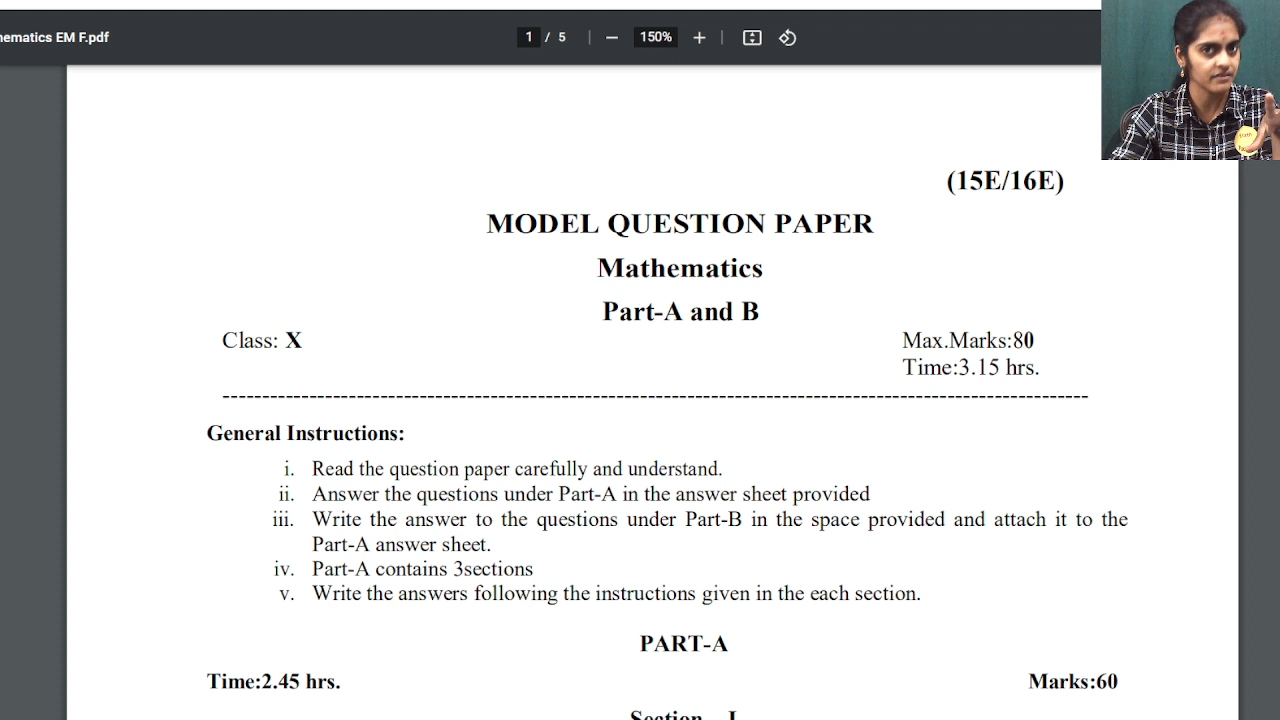 ematics EM F.pdf
1 / 5 | − 150% + |
(15E/16E)
MODEL QUESTION PAPER
Mathematics
Part-A and B
Class: X
Max.Marks:80
Time:3.15 hrs.
General Instructions:
i. Read the question paper carefully and understand.
ii. Answer the questions under Part-A in the answer sheet provided
iii. Write the answer to the questions under Part-B in the space provided and attach it to the
Part-A answer sheet.
iv. Part-A contains 3sections
v. Write the answers following the instructions given in the each section.
PART-A
Time:2.45 hrs.
Marks:60
Section I